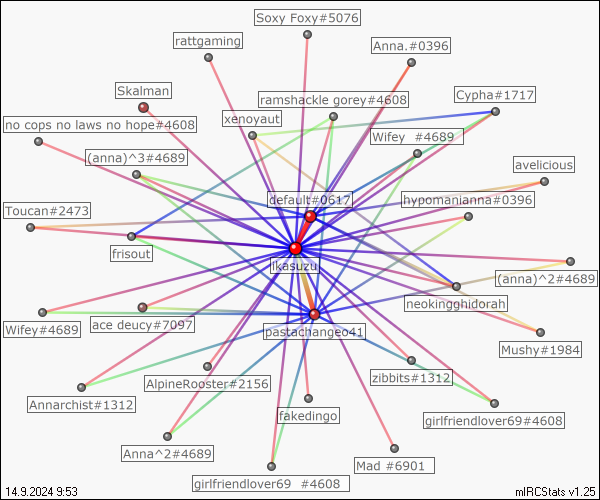 Soxy Foxy#5076
rattgaming
Anna.#0396
Skalman
ramshackle gorey#4608
Cypha#1717
no cops no laws no hope#4608
xenoyaut
Wifey  #4689
(anna)^3#4689
avelicious
default#0617
hypomanianna#0396
Toucan#2473
frisout
likasuzu
(anna)^2#4689
neokingghidorah
Wifey#4689
ace deucy#7097
pastachangeo41
Mushy#1984
AlpineRooster#2156
zibbits#1312
Annarchist#1312
fakedingo
girlfriendlover69#4608
Anna^2#4689
Mad #6901
girlfriendlover69  #4608
14.9.2024 9:53
mIRCStats v1.25